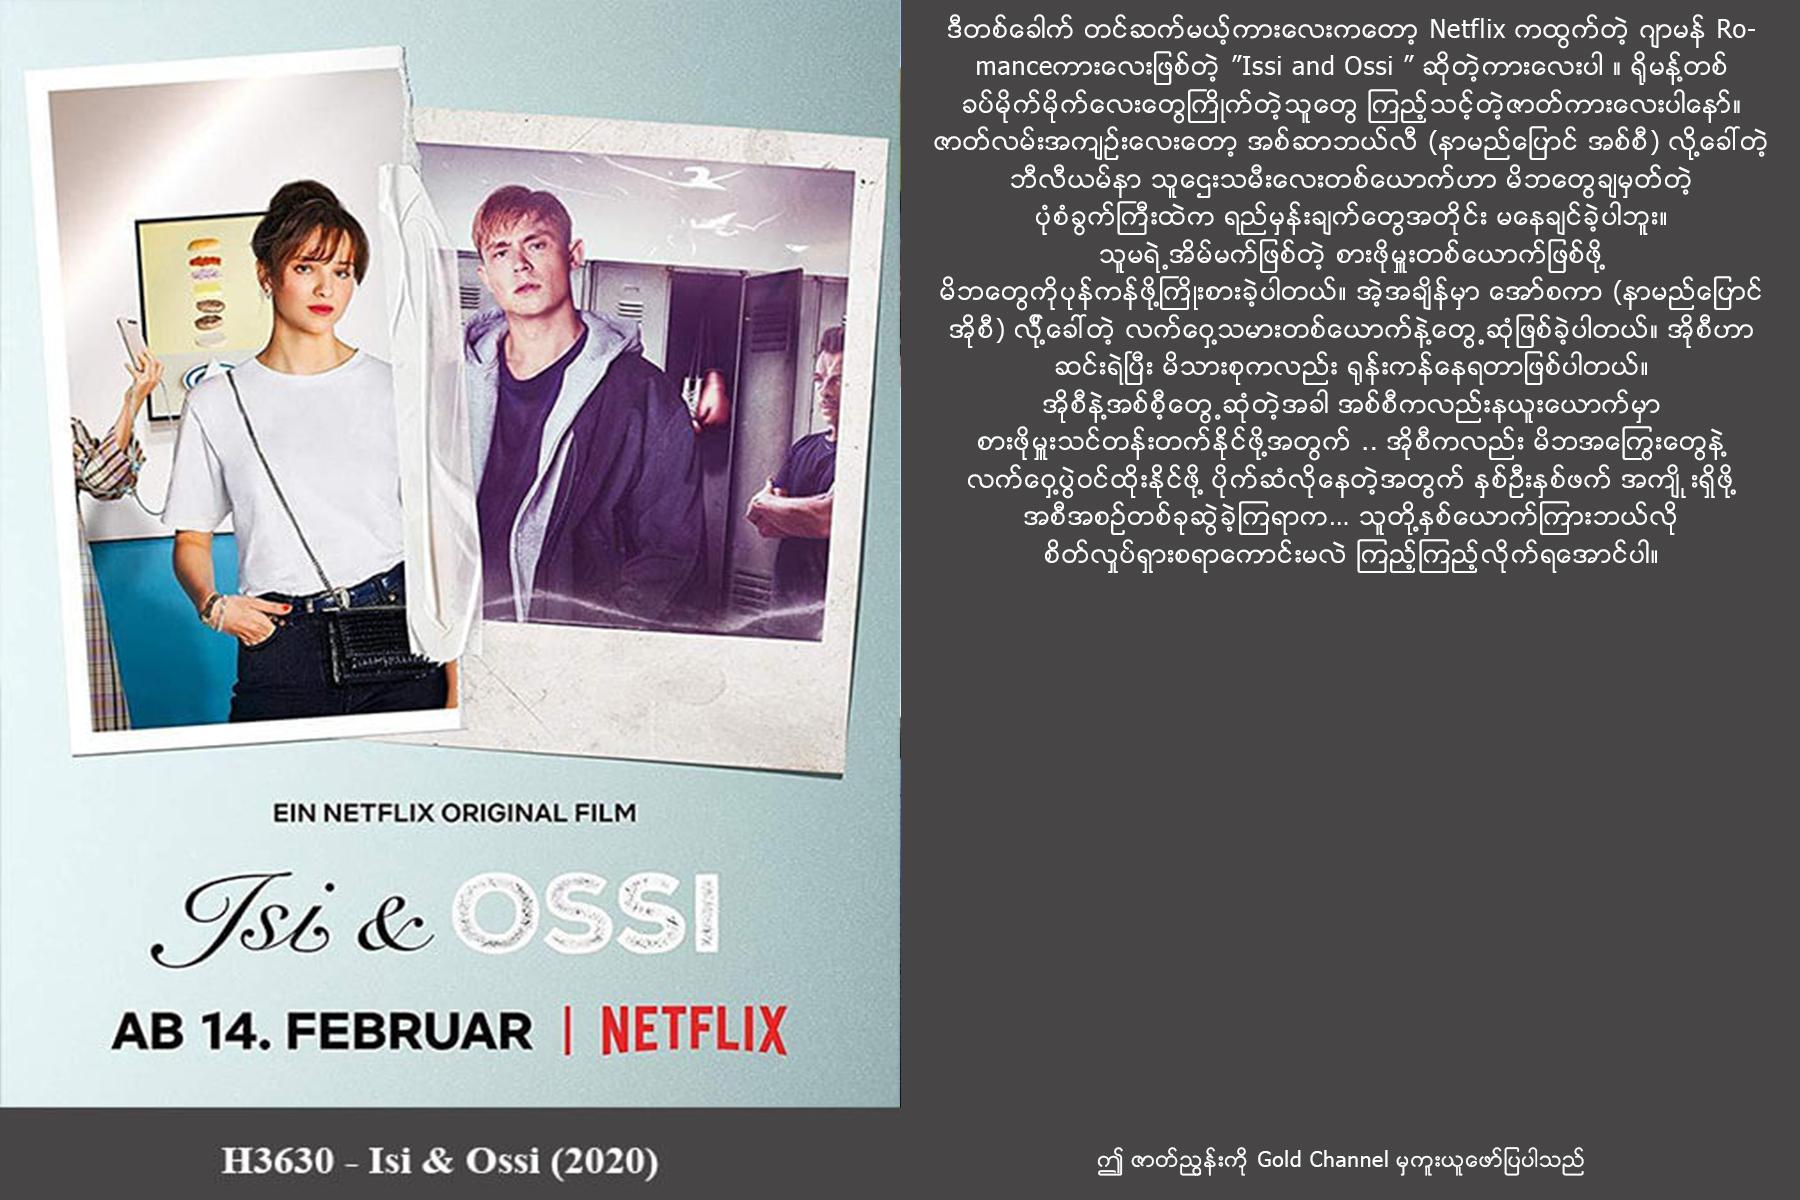 EIN NETFLIX ORIGINAL FILM
Isi & OSSI
AB 14. FEBRUAR | NETFLIX
H3630 - Isi & Ossi (2020)
ဒီတစ်ခေါက် တင်ဆက်မယ့်ကားလေးကတော့ Netflix ကထွက်တဲ့ ဂျာမန် Ro-
manceကားလေးဖြစ်တဲ့ "Issi and Ossi " ဆိုတဲ့ကားလေးပါ ။ ရိုမန့်တစ်
ခပ်မိုက်မိုက်လေးတွေကြိုက်တဲ့သူတွေ ကြည့်သင့်တဲ့ဇာတ်ကားလေးပါနော်။
ဇာတ်လမ်းအကျဉ်းလေးတော့ အစ်ဆာဘယ်လီ (နာမည်ပြောင် အစ်စီ) လို့ခေါ်တဲ့
ဘီလီယမ်နာ သူဌေးသမီးလေးတစ်ယောက်ဟာ မိဘတွေချမှတ်တဲ့
ပုံစံခွက်ကြီးထဲက ရည်မှန်းချက်တွေအတိုင်း မနေချင်ခဲ့ပါဘူး။
သူမရဲ့အိမ်မက်ဖြစ်တဲ့ စားဖိုမှူးတစ်ယောက်ဖြစ်ဖို့
မိဘတွေကိုပုန်ကန်ဖို့ကြိုးစားခဲ့ပါတယ်။ အဲ့အချိန်မှာ အော်စကာ (နာမည်ပြောင်
အိုစီ) လို့ခေါ်တဲ့ လက်ဝှေ့သမားတစ်ယောက်နဲ့တွေ့ဆုံဖြစ်ခဲ့ပါတယ်။ အိုစီဟာ
ဆင်းရဲပြီး မိသားစုကလည်း ရုန်းကန်နေရတာဖြစ်ပါတယ်။
အိုစီနဲ့အစ်စီ့တွေ့ဆုံတဲ့အခါ အစ်စီကလည်းနယူးယောက်မှာ
စားဖိုမှူးသင်တန်းတက်နိုင်ဖို့အတွက် .. အိုစီကလည်း မိဘအကြွေးတွေနဲ့
လက်ဝှေ့ပွဲဝင်ထိုးနိုင်ဖို့ ပိုက်ဆံလိုနေတဲ့အတွက် နှစ်ဦးနှစ်ဖက် အကျိုးရှိဖို့
အစီအစဉ်တစ်ခုဆွဲခဲ့ကြရာက... သူတို့နှစ်ယောက်ကြားဘယ်လို
စိတ်လှုပ်ရှားစရာကောင်းမလဲ ကြည့်ကြည့်လိုက်ရအောင်ပါ။
ဤ ဇာတ်ညွှန်းကို Gold Channel မှကူးယူဖော်ပြပါသည်